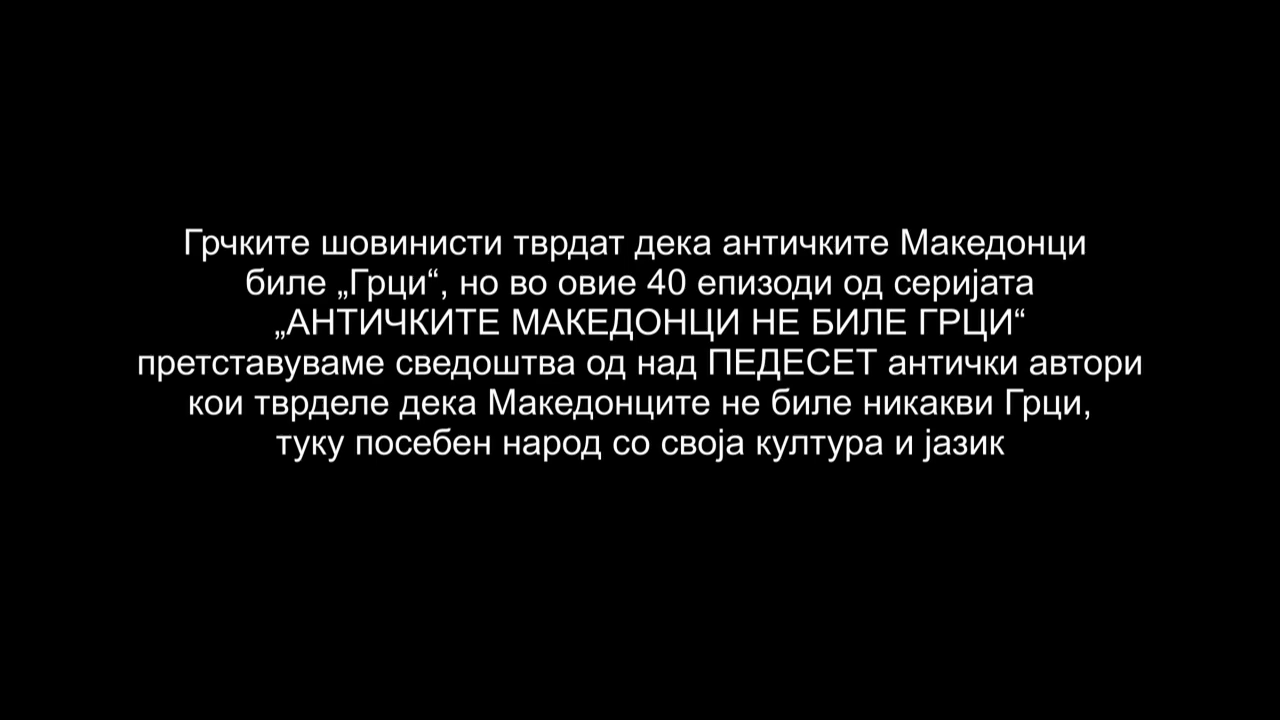 Грчките шовинисти тврдат дека античките Македонци
биле „Грци“, но во овие 40 епизоди од серијата
„АНТИЧКИТЕ МАКЕДОНЦИ НЕ БИЛЕ ГРЦИ“
претставуваме сведоштва од над ПЕДЕСЕТ антички автори
кои тврделе дека Македонците не биле никакви Грци,
туку посебен народ со своја култура и јазик